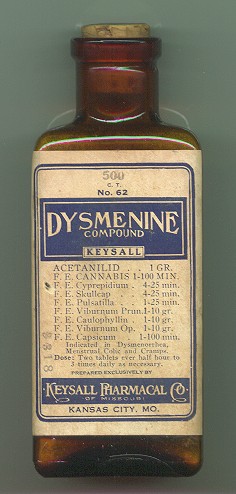 500
C. T.
No. 62
DYSMENINE
COMPOUND
KEYSALL
ACETANILID . . 1 GR.
F. E. CANNABIS 1-100 MIN.
F. E. Cyprepidium . 4-25 min.
F. E. Skullcap . . 4-25 min.
F. E. Pulsatilla . . 1-25 min.
F. E. Viburnum Prun. 1-10 gr.
F. E. Caulophyllin . 1-10 gr.
F. E. Viburnum Op. . 1-10 gr.
F. E. Capsicum . . 1-100 min.
Indicated in Dysmenorrhea,
Menstrual Colic and Cramps.
Dose: Two tablets every half hour to
3 times daily as necessary.
PREPARED EXCLUSIVELY BY
KEYSALL PHARMACAL CO
OF MISSOURI
KANSAS CITY, MO.